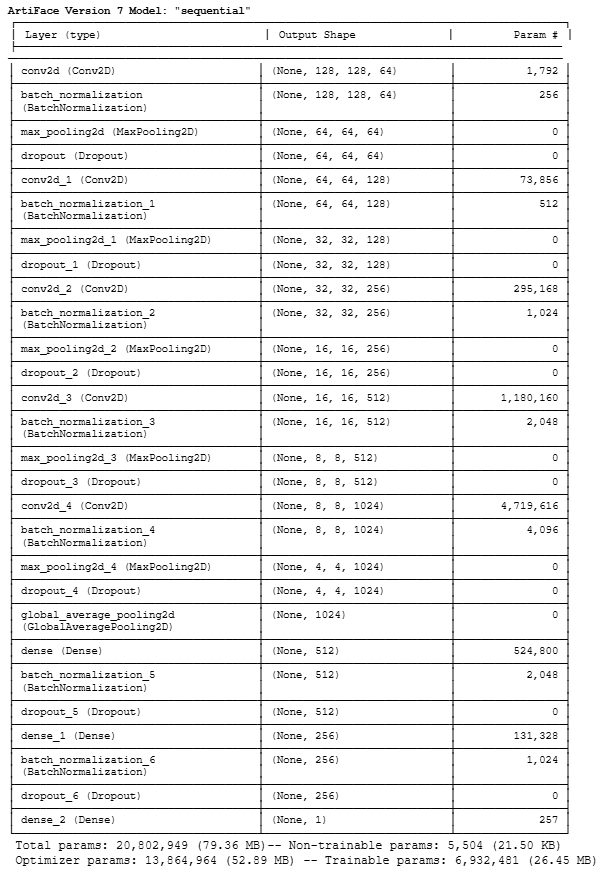 ArtiFace Version 7 Model: "sequential"
Layer (type) | Output Shape | Param # |
conv2d (Conv2D) (None, 128, 128, 64) 1,792
batch_normalization (None, 128, 128, 64) 256
(BatchNormalization)
max_pooling2d (MaxPooling2D) (None, 64, 64, 64) 0
dropout (Dropout) (None, 64, 64, 64) 0
conv2d_1 (Conv2D) (None, 64, 64, 128) 73,856
batch_normalization_1 (None, 64, 64, 128) 512
(BatchNormalization)
max_pooling2d_1 (MaxPooling2D) (None, 32, 32, 128) 0
dropout_1 (Dropout) (None, 32, 32, 128) 0
conv2d_2 (Conv2D) (None, 32, 32, 256) 295,168
batch_normalization_2 (None, 32, 32, 256) 1,024
(BatchNormalization)
max_pooling2d_2 (MaxPooling2D) (None, 16, 16, 256) 0
dropout_2 (Dropout) (None, 16, 16, 256) 0
conv2d_3 (Conv2D) (None, 16, 16, 512) 1,180,160
batch_normalization_3 (None, 16, 16, 512) 2,048
(BatchNormalization)
max_pooling2d_3 (MaxPooling2D) (None, 8, 8, 512) 0
dropout_3 (Dropout) (None, 8, 8, 512) 0
conv2d_4 (Conv2D) (None, 8, 8, 1024) 4,719,616
batch_normalization_4 (None, 8, 8, 1024) 4,096
(BatchNormalization)
max_pooling2d_4 (MaxPooling2D) (None, 4, 4, 1024) 0
dropout_4 (Dropout) (None, 4, 4, 1024) 0
global_average_pooling2d (None, 1024) 0
(GlobalAveragePooling2D)
dense (Dense) (None, 512) 524,800
batch_normalization_5 (None, 512) 2,048
(BatchNormalization)
dropout_5 (Dropout) (None, 512) 0
dense_1 (Dense) (None, 256) 131,328
batch_normalization_6 (None, 256) 1,024
(BatchNormalization)
dropout_6 (Dropout) (None, 256) 0
dense_2 (Dense) (None, 1) 257
Total params: 20,802,949 (79.36 MB)-- Non-trainable params: 5,504 (21.50 KB)
Optimizer params: 13,864,964 (52.89 MB) -- Trainable params: 6,932,481 (26.45 MB)